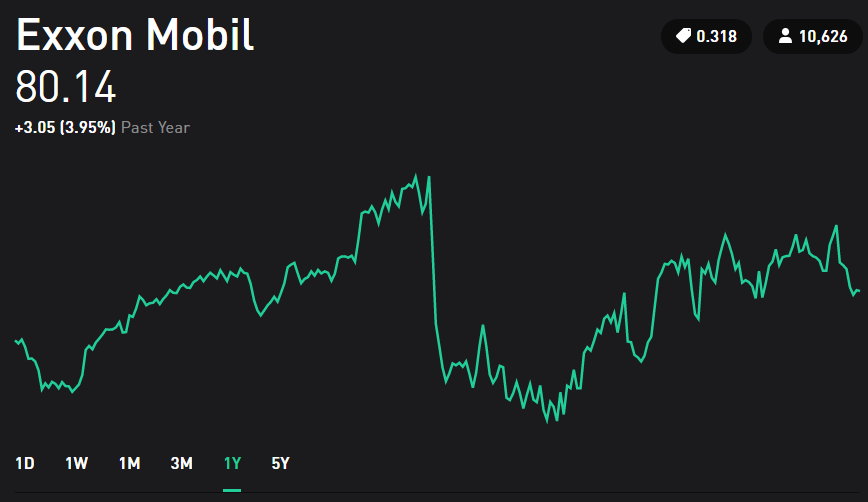 Exxon Mobil
0.318
10,626
80.14
+3.05 (3.95%) Past Year
1D 1W 1M 3M 1Y 5Y